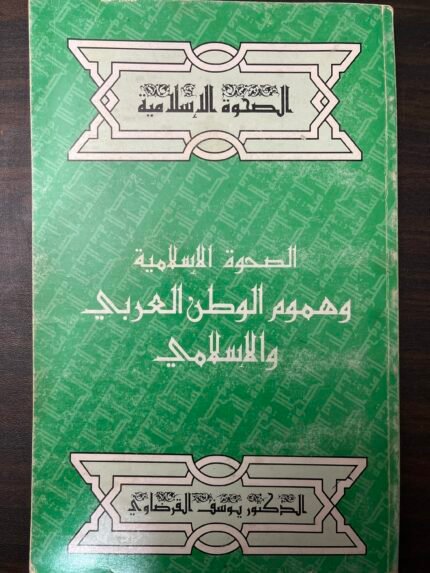 الصحوة الإسلامية
الصحوة الإسلامية
وهموم الوطن العربي
والإسلامي
الدكتور يوسف القرضاوي